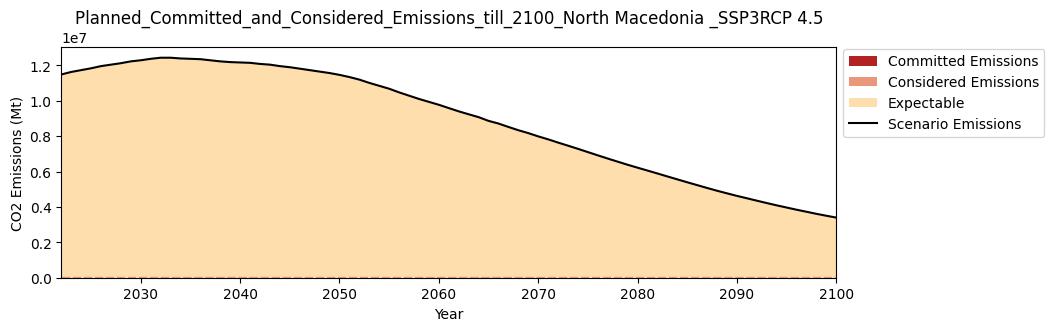 Planned_Committed_and_Considered_Emissions_till_2100_North Macedonia _SSP3RCP 4.5
1e7
1.2
1.0
0.8
0.6
0.4
0.2
0.0
CO2 Emissions (Mt)
2030 2040 2050 2060 2070 2080 2090 2100
Year
Committed Emissions
Considered Emissions
Expectable
Scenario Emissions